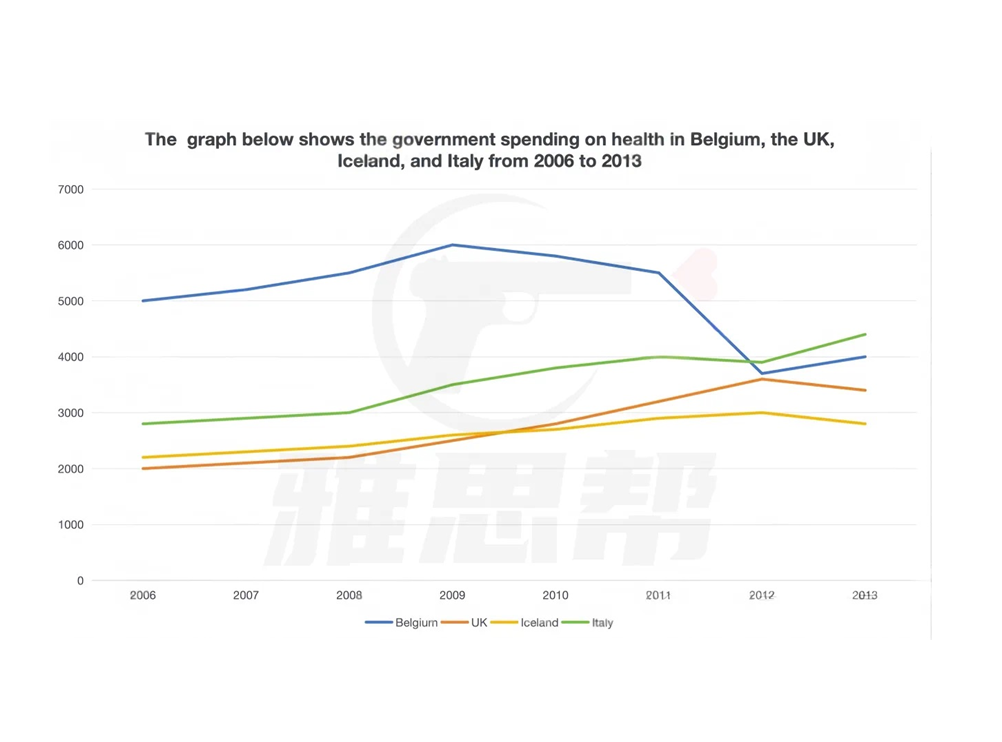 The graph below shows the government spending on health in Belgium, the UK,
Iceland, and Italy from 2006 to 2013
7000
6000
5000
4000
3000
2000
1000
0
2006 2007 2008 2009 2010 2011 2012 2013
Belgium UK Iceland Italy
雅思帮